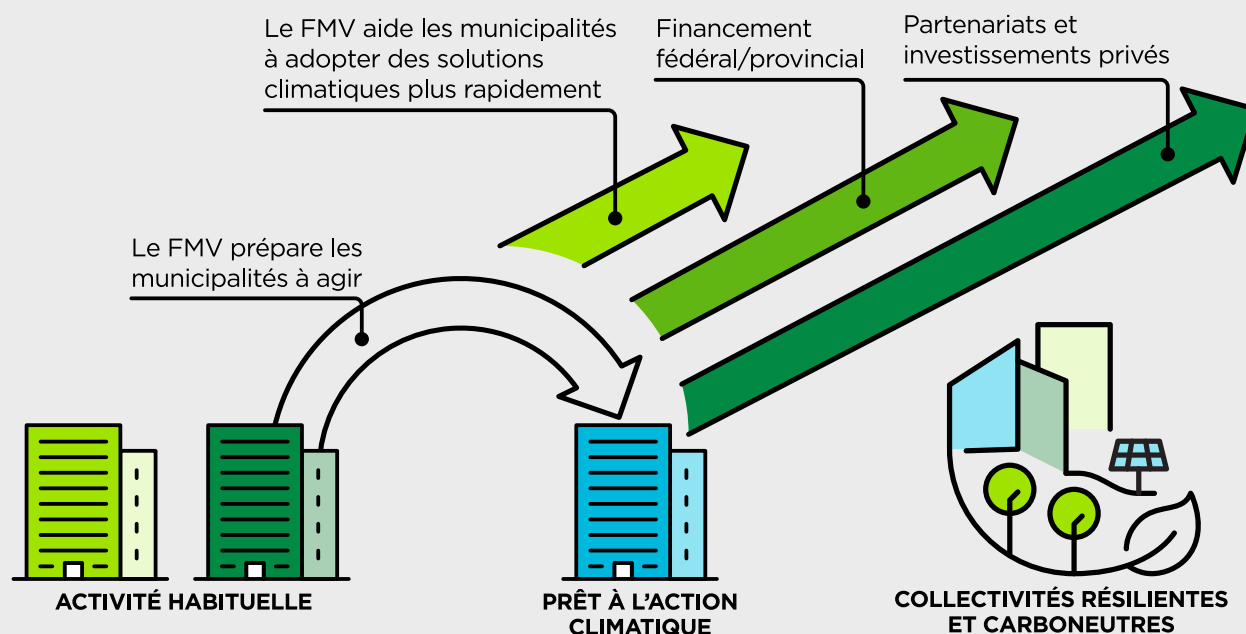 Le FMV aide les municipalités
à adopter des solutions
climatiques plus rapidement
Financement
fédéral/provincial
Partenariats et
investissements privés
Le FMV prépare les
municipalités à agir
ACTIVITÉ HABITUELLE
PRÊT À L'ACTION
CLIMATIQUE
COLLECTIVITÉS RÉSILIENTES
ET CARBONEUTRES